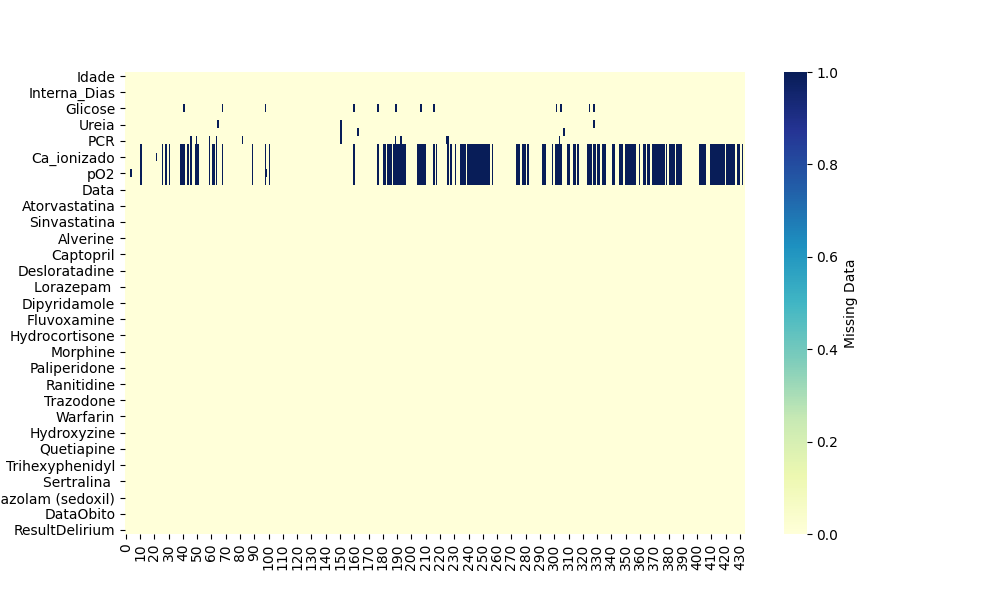 Idade
Interna_Dias
Glicose
Ureia
PCR
Ca_ionizado
pO2
Data
Atorvastatina
Sinvastatina
Alverine
Captopril
Desloratadine
Lorazepam
Dipyridamole
Fluvoxamine
Hydrocortisone
Morphine
Paliperidone
Ranitidine
Trazodone
Warfarin
Hydroxyzine
Quetiapine
Trihexyphenidyl
Sertralina
azolam (sedoxil)
DataObito
ResultDelirium
0 10 20 30 40 50 60 70 80 90 100 110 120 130 140 150 160 170 180 190 200 210 220 230 240 250 260 270 280 290 300 310 320 330 340 350 360 370 380 390 400 410 420 430
1.0
0.8
0.6
0.4
0.2
0.0
Missing Data